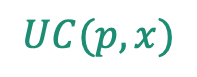 UC(p, x)